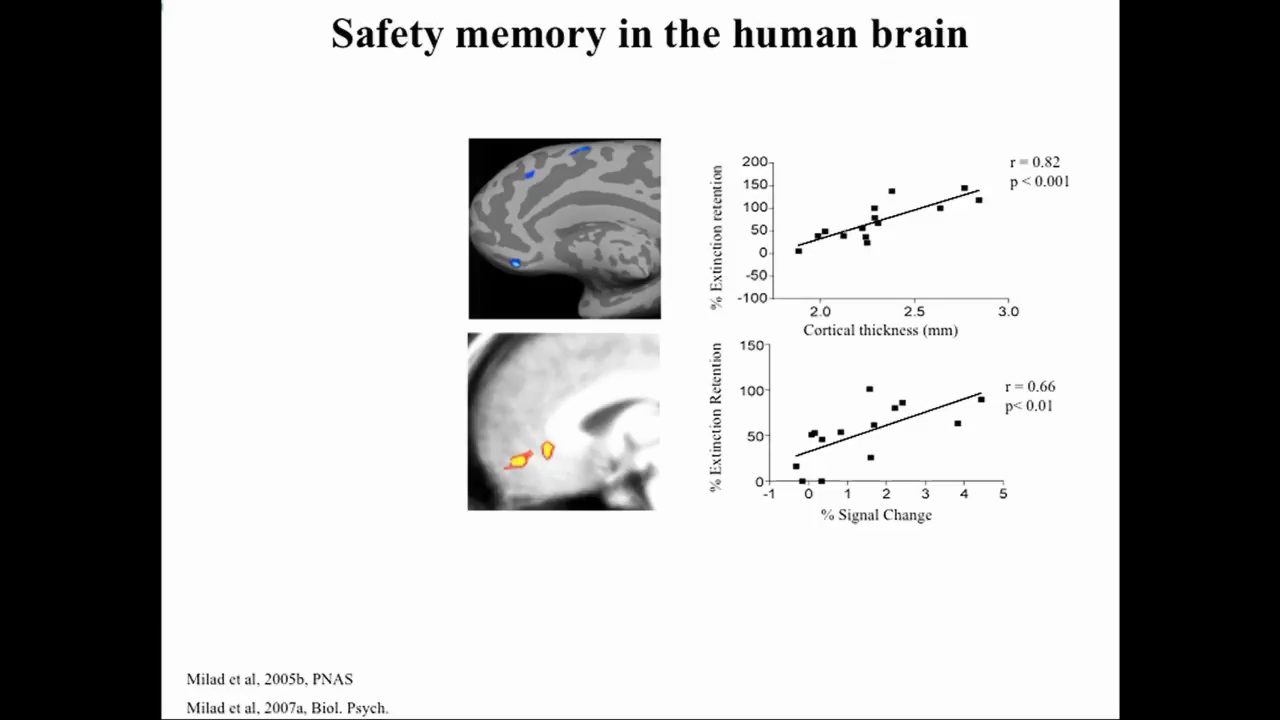 Safety memory in the human brain
% Extinction retention
200
150
100
50
0
-50
-100
2.0
2.5
3.0
Cortical thickness (mm)
r = 0.82
p < 0.001
% Extinction Retention
150
100
50
0
-1
0
1
2
3
4
5
% Signal Change
r = 0.66
p< 0.01
Milad et al, 2005b, PNAS
Milad et al, 2007a, Biol. Psych.